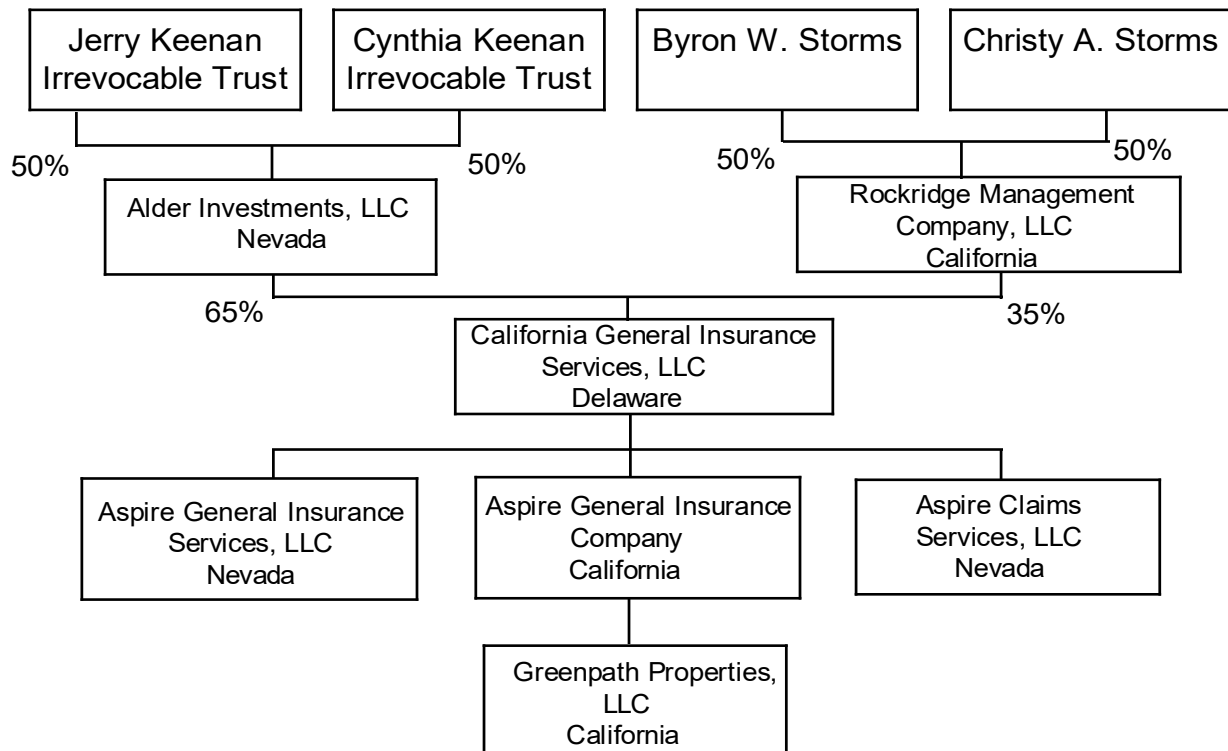 Jerry Keenan
Irrevocable Trust
Cynthia Keenan
Irrevocable Trust
Byron W. Storms
Christy A. Storms
50%
50%
50%
50%
Alder Investments, LLC
Nevada
Rockridge Management
Company, LLC
California
65%
35%
California General Insurance
Services, LLC
Delaware
Aspire General Insurance
Services, LLC
Nevada
Aspire General Insurance
Company
California
Aspire Claims
Services, LLC
Nevada
Greenpath Properties,
LLC
California